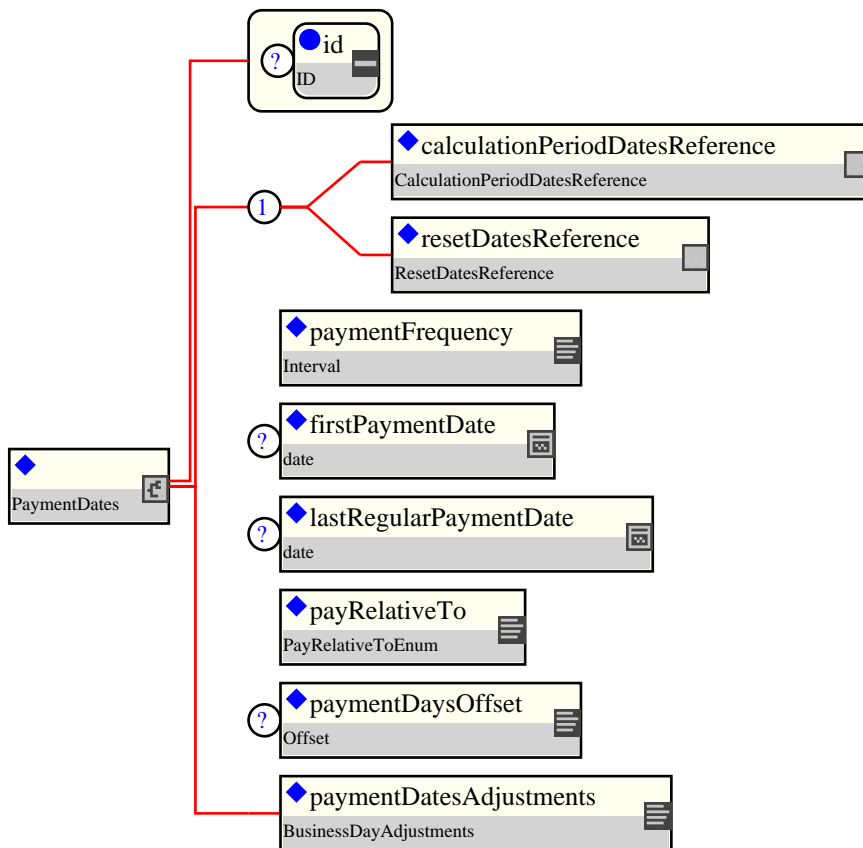 ?
id
ID
calculationPeriodDatesReference
CalculationPeriodDatesReference
1
resetDatesReference
ResetDatesReference
paymentFrequency
Interval
?
firstPaymentDate
date
PaymentDates
?
lastRegularPaymentDate
date
payRelativeTo
PayRelativeToEnum
?
paymentDaysOffset
Offset
paymentDatesAdjustments
BusinessDayAdjustments